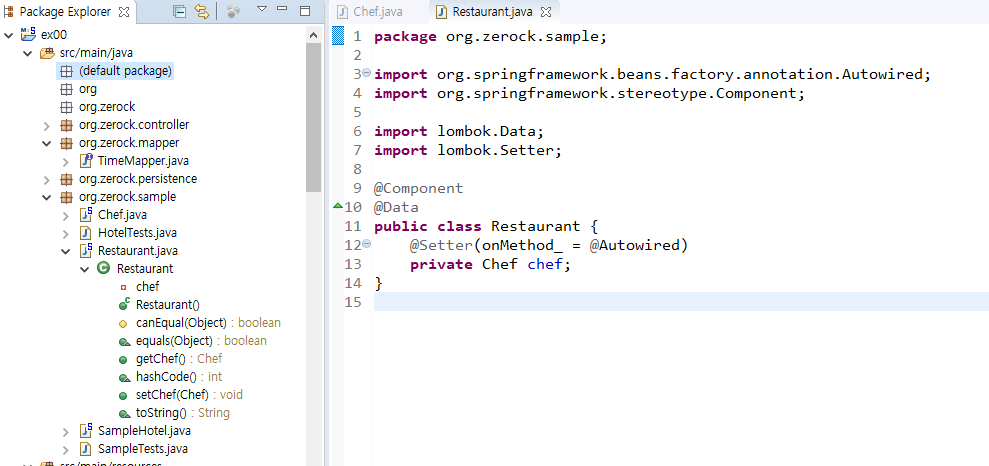 Package Explorer
ex00
src/main/java
(default package)
org
org.zerock
org.zerock.controller
org.zerock.mapper
TimeMapper.java
org.zerock.persistence
org.zerock.sample
Chef.java
HotelTests.java
Restaurant.java
Restaurant
chef
Restaurant()
canEqual(Object) : boolean
equals(Object) : boolean
getChef() : Chef
hashCode() : int
setChef(Chef) : void
toString() : String
SampleHotel.java
SampleTests.java
src/main/resources
Chef.java
Restaurant.java
1 package org.zerock.sample;
2
3 import org.springframework.beans.factory.annotation.Autowired;
4 import org.springframework.stereotype.Component;
5
6 import lombok.Data;
7 import lombok.Setter;
8
9 @Component
10 @Data
11 public class Restaurant {
12     @Setter(onMethod_ = @Autowired)
13     private Chef chef;
14 }
15